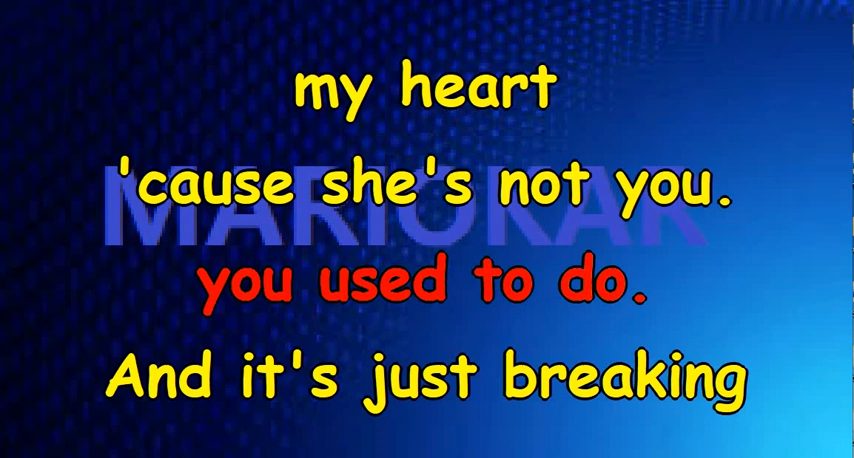 my heart
'cause she's not you.
MARIOKAR
you used to do.
And it's just breaking